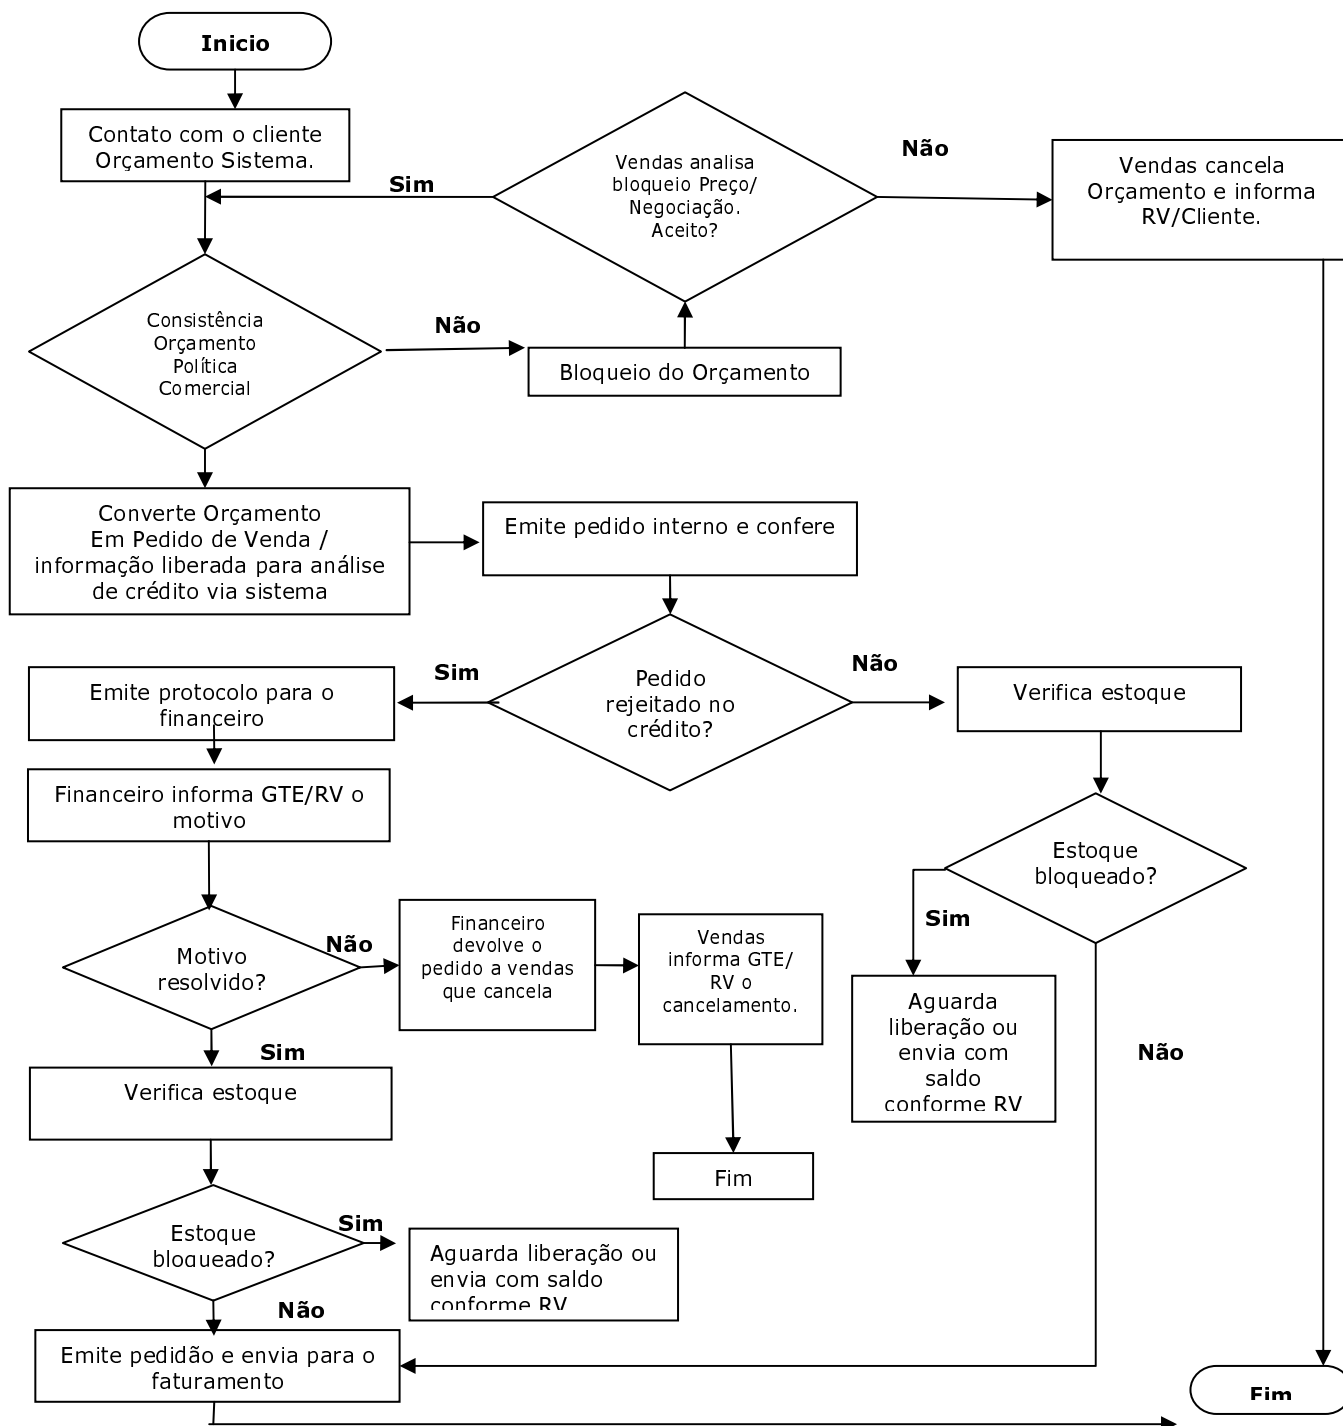 Inicio
Contato com o cliente
Orçamento Sistema.
Sim
Vendas analisa
bloqueio Preço/
Negociação.
Aceito?
Não
Vendas cancela
Orçamento e informa
RV/Cliente.
Consistência
Orçamento
Política
Comercial
Não
Bloqueio do Orçamento
Converte Orçamento
Em Pedido de Venda /
informação liberada para análise
de crédito via sistema
Emite pedido interno e confere
Pedido
rejeitado no
crédito?
Sim
Não
Emite protocolo para o
financeiro
Verifica estoque
Financeiro informa GTE/RV o
motivo
Estoque
bloqueado?
Sim
Não
Aguarda
liberação ou
envia com
saldo
conforme RV
Motivo
resolvido?
Não
Financeiro
devolve o
pedido a vendas
que cancela
Vendas
informa GTE/
RV o
cancelamento.
Fim
Sim
Verifica estoque
Estoque
bloqueado?
Sim
Aguarda liberação ou
envia com saldo
conforme RV
Não
Emite pedidão e envia para o
faturamento
Fim